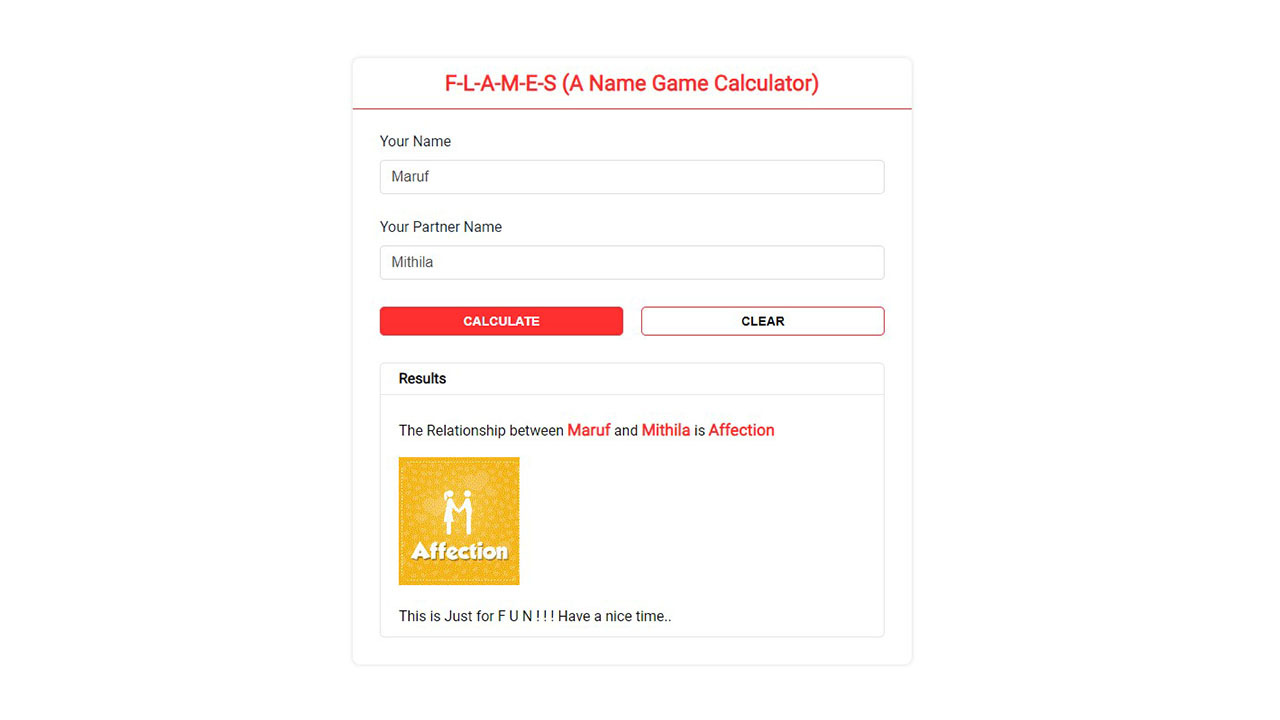 F-L-A-M-E-S (A Name Game Calculator)
Your Name
Maruf
Your Partner Name
Mithila
CALCULATE CLEAR
Results
The Relationship between Maruf and Mithila is Affection
Affection
This is Just for F U N ! ! ! Have a nice time..